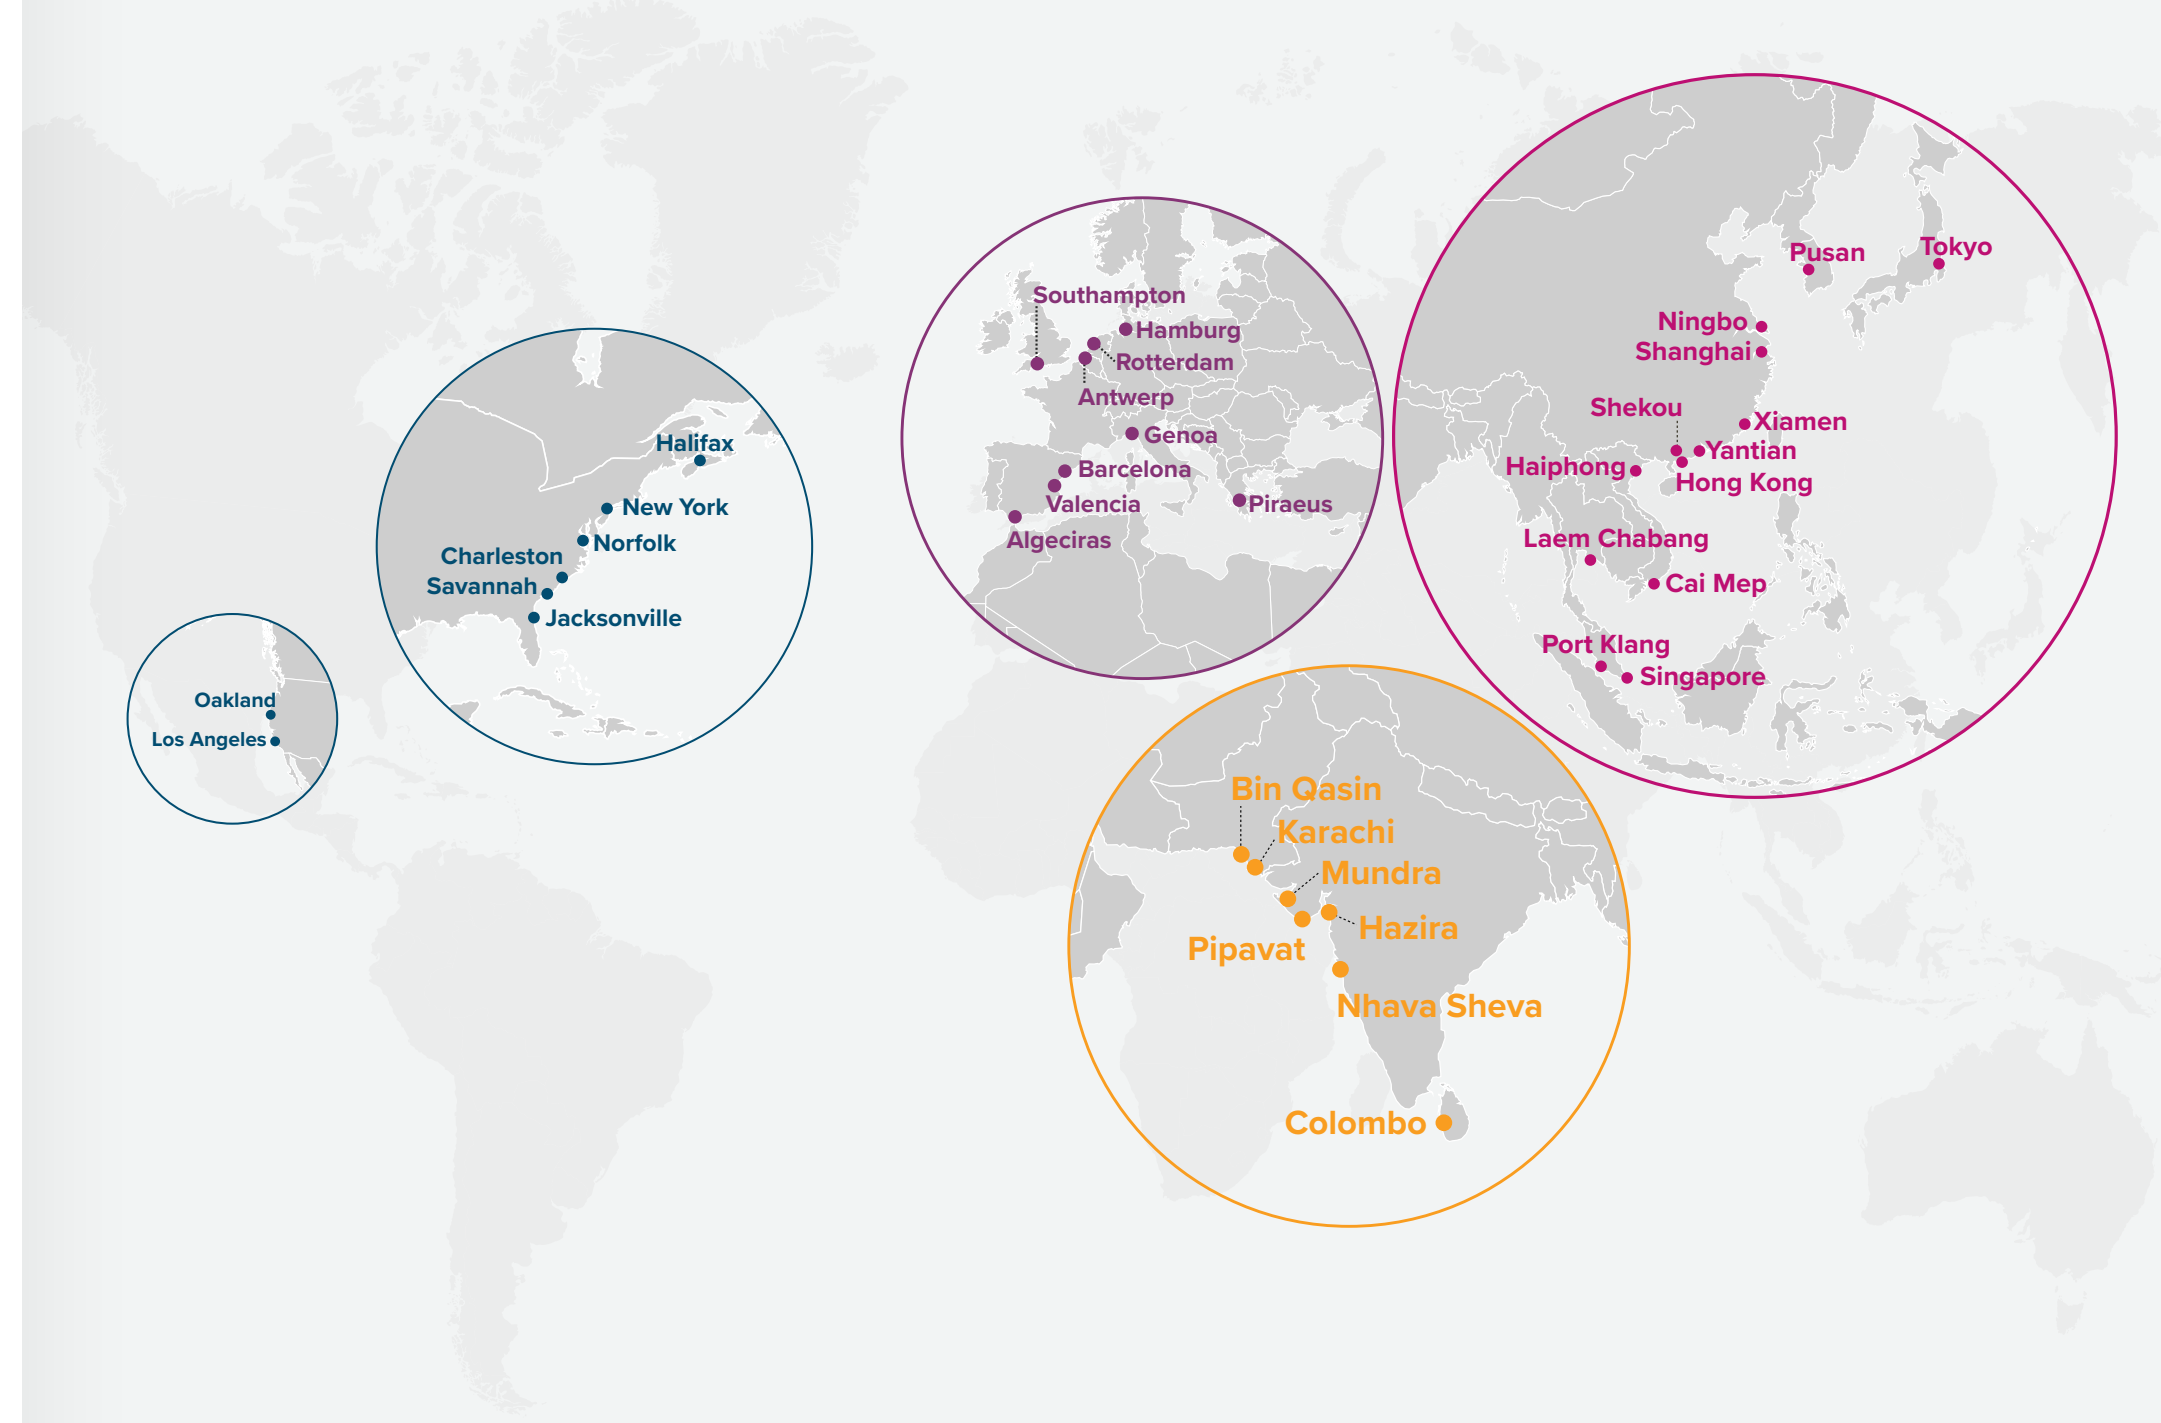 Oakland
Los Angeles
Halifax
New York
Norfolk
Charleston
Savannah
Jacksonville
Southampton
Hamburg
Rotterdam
Antwerp
Genoa
Barcelona
Valencia
Piraeus
Algeciras
Pusan
Tokyo
Ningbo
Shanghai
Shekou
Xiamen
Yantian
Haiphong
Hong Kong
Laem Chabang
Cai Mep
Port Klang
Singapore
Bin Qasin
Karachi
Mundra
Hazira
Pipavat
Nhava Sheva
Colombo